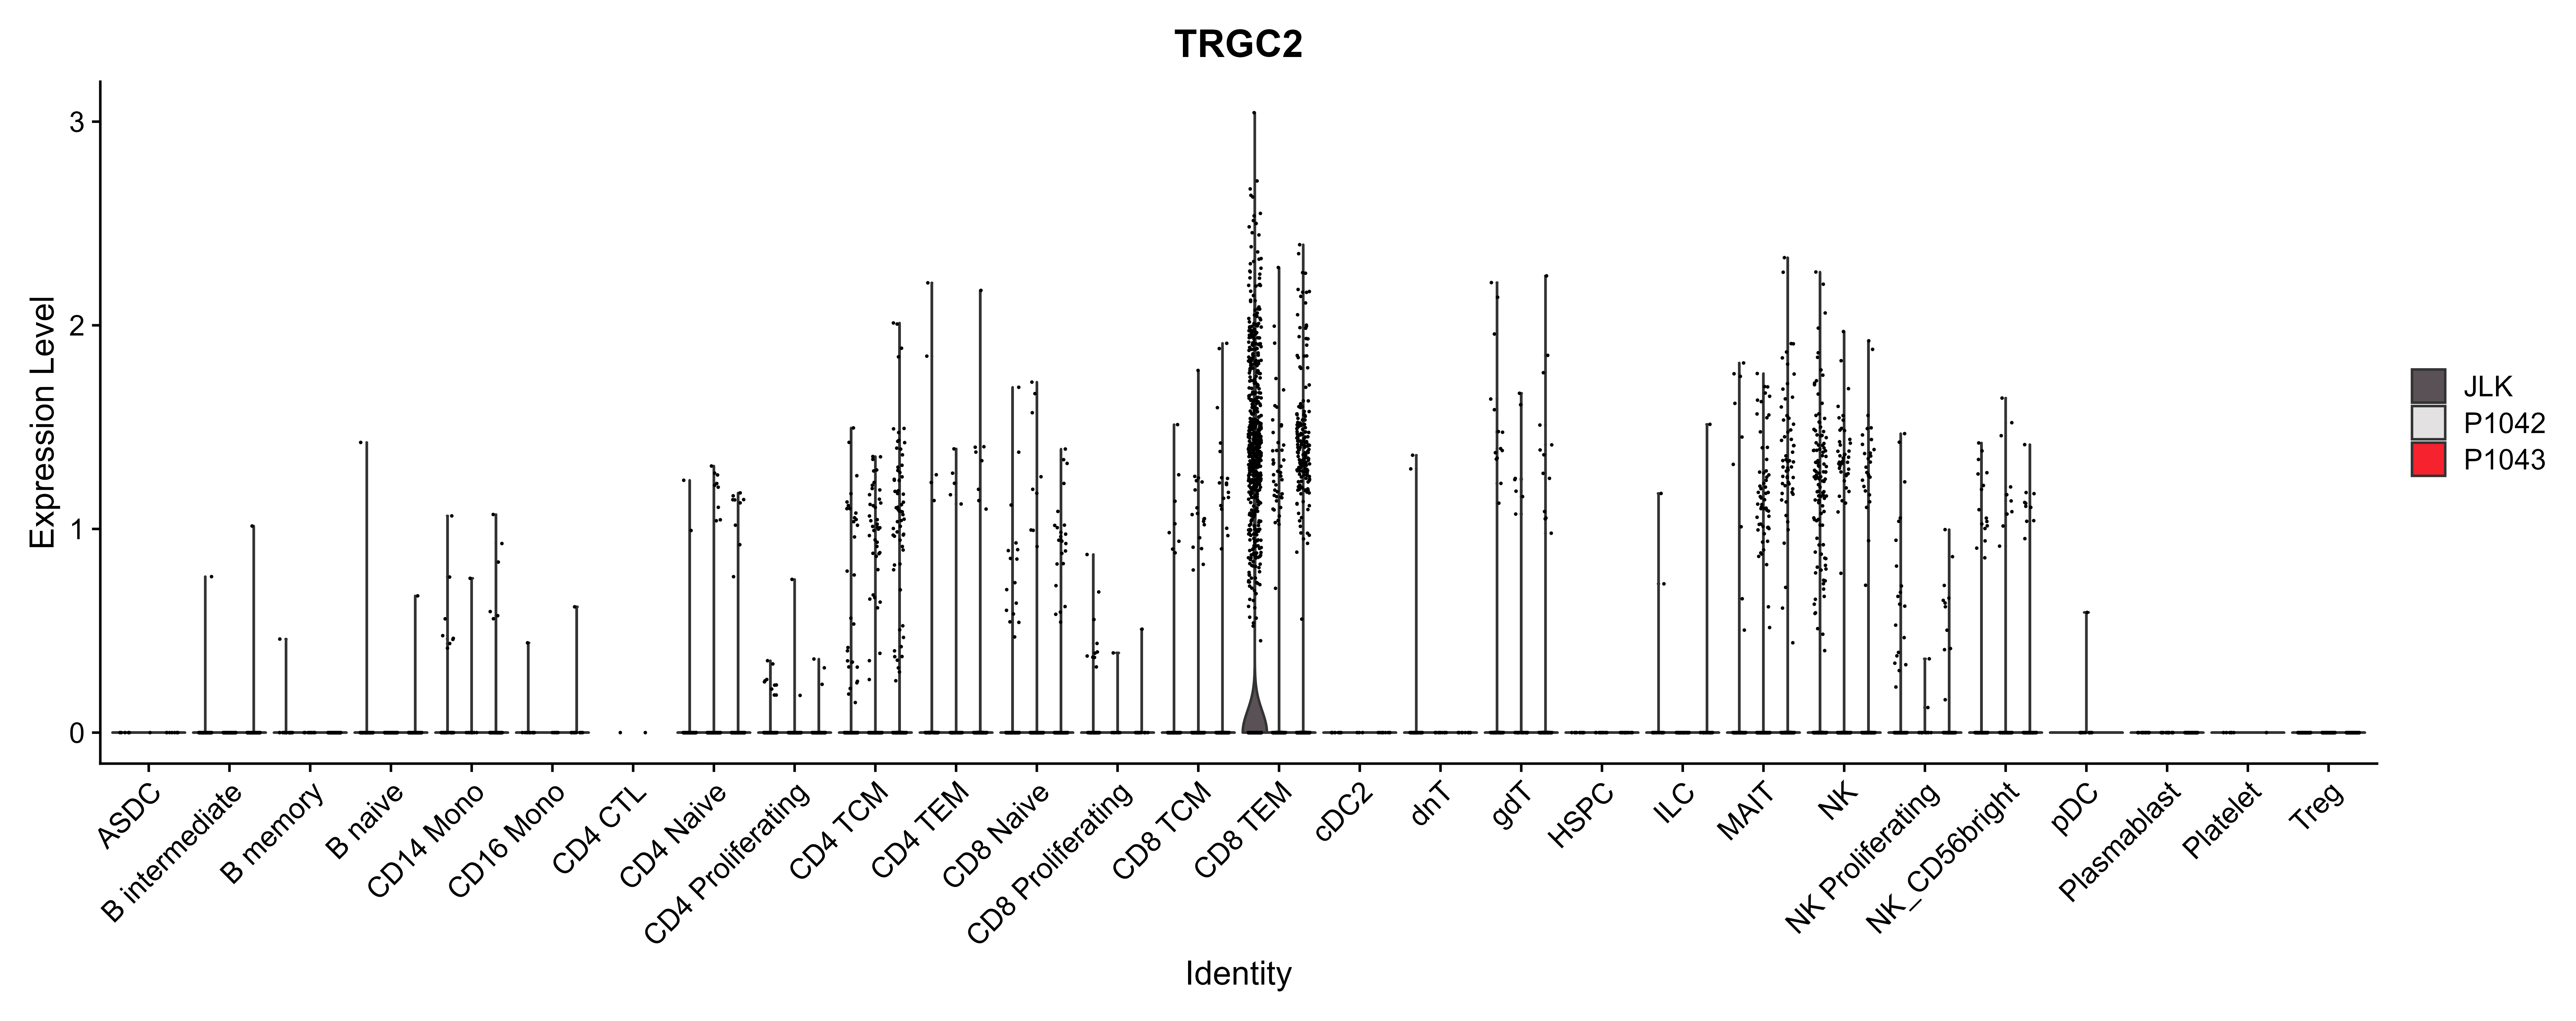 TRGC2
Expression Level
3
2
1
0
ASDC
B intermediate
B memory
B naive
CD14 Mono
CD16 Mono
CD4 CTL
CD4 Naive
CD4 Proliferating
CD4 TCM
CD4 TEM
CD8 Naive
CD8 Proliferating
CD8 TCM
CD8 TEM
cDC2
dnT
gdT
HSPC
ILC
MAIT
NK
NK Proliferating
NK_CD56bright
pDC
Plasmablast
Platelet
Treg
Identity
JLK
P1042
P1043